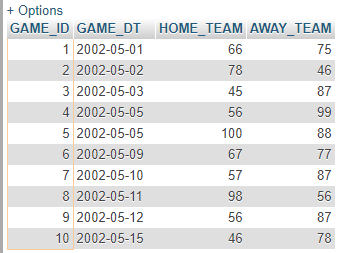 + Options
GAME_ID GAME_DT HOME_TEAM AWAY_TEAM
1 2002-05-01 66 75
2 2002-05-02 78 46
3 2002-05-03 45 87
4 2002-05-05 56 99
5 2002-05-05 100 88
6 2002-05-09 67 77
7 2002-05-10 57 87
8 2002-05-11 98 56
9 2002-05-12 56 87
10 2002-05-15 46 78